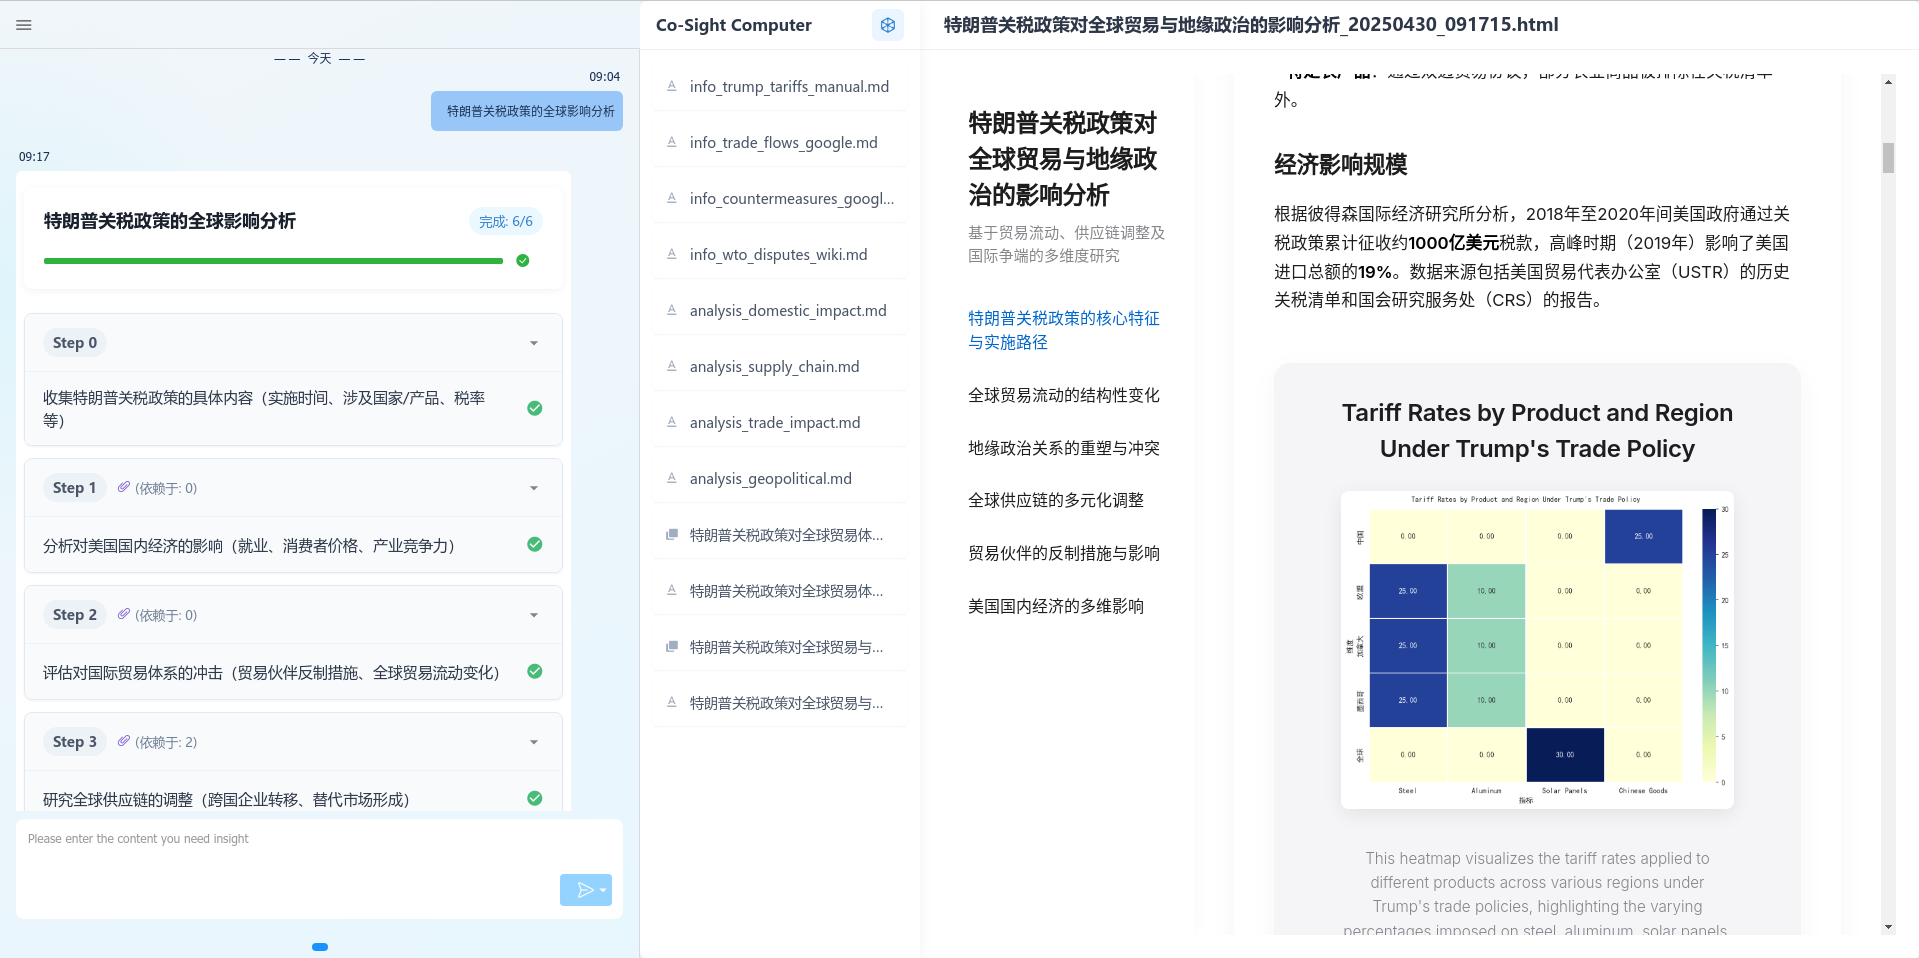 —— 今天 ——
09:04
特朗普关税政策的全球影响分析
09:17
特朗普关税政策的全球影响分析
完成: 6/6
Step 0
收集特朗普关税政策的具体内容（实施时间、涉及国家/产品、税率
等）
Step 1
(依赖于: 0)
分析对美国国内经济的影响（就业、消费者价格、产业竞争力）
Step 2
(依赖于: 0)
评估对国际贸易体系的冲击（贸易伙伴反制措施、全球贸易流动变化）
Step 3
(依赖于: 2)
研究全球供应链的调整（跨国企业转移、替代市场形成）
Please enter the content you need insight
Co-Sight Computer
info_trump_tariffs_manual.md
info_trade_flows_google.md
info_countermeasures_googl...
info_wto_disputes_wiki.md
analysis_domestic_impact.md
analysis_supply_chain.md
analysis_trade_impact.md
analysis_geopolitical.md
特朗普关税政策对全球贸易体...
特朗普关税政策对全球贸易体...
特朗普关税政策对全球贸易与...
特朗普关税政策对全球贸易与...
特朗普关税政策对全球贸易与地缘政治的影响分析_20250430_091715.html
特朗普关税政策对
全球贸易与地缘政
治的影响分析
基于贸易流动、供应链调整及
国际争端的多维度研究
特朗普关税政策的核心特征
与实施路径
全球贸易流动的结构性变化
地缘政治关系的重塑与冲突
全球供应链的多元化调整
贸易伙伴的反制措施与影响
美国国内经济的多维影响
外。
经济影响规模
根据彼得森国际经济研究所分析，2018年至2020年间美国政府通过关
税政策累计征收约1000亿美元税款，高峰时期（2019年）影响了美国
进口总额的19%。数据来源包括美国贸易代表办公室（USTR）的历史
关税清单和国会研究服务处（CRS）的报告。
Tariff Rates by Product and Region
Under Trump's Trade Policy
Tariff Rates by Product and Region Under Trump's Trade Policy
维度
中国
0.00 0.00 0.00 25.00
欧盟
25.00 10.00 0.00 0.00
加拿大
25.00 10.00 0.00 0.00
墨西哥
25.00 10.00 0.00 0.00
全球
0.00 0.00 30.00 0.00
Steel Aluminum Solar Panels Chinese Goods
指标
30
25
20
15
10
5
0
This heatmap visualizes the tariff rates applied to
different products across various regions under
Trump's trade policies, highlighting the varying
percentages imposed on steel, aluminum, solar panels